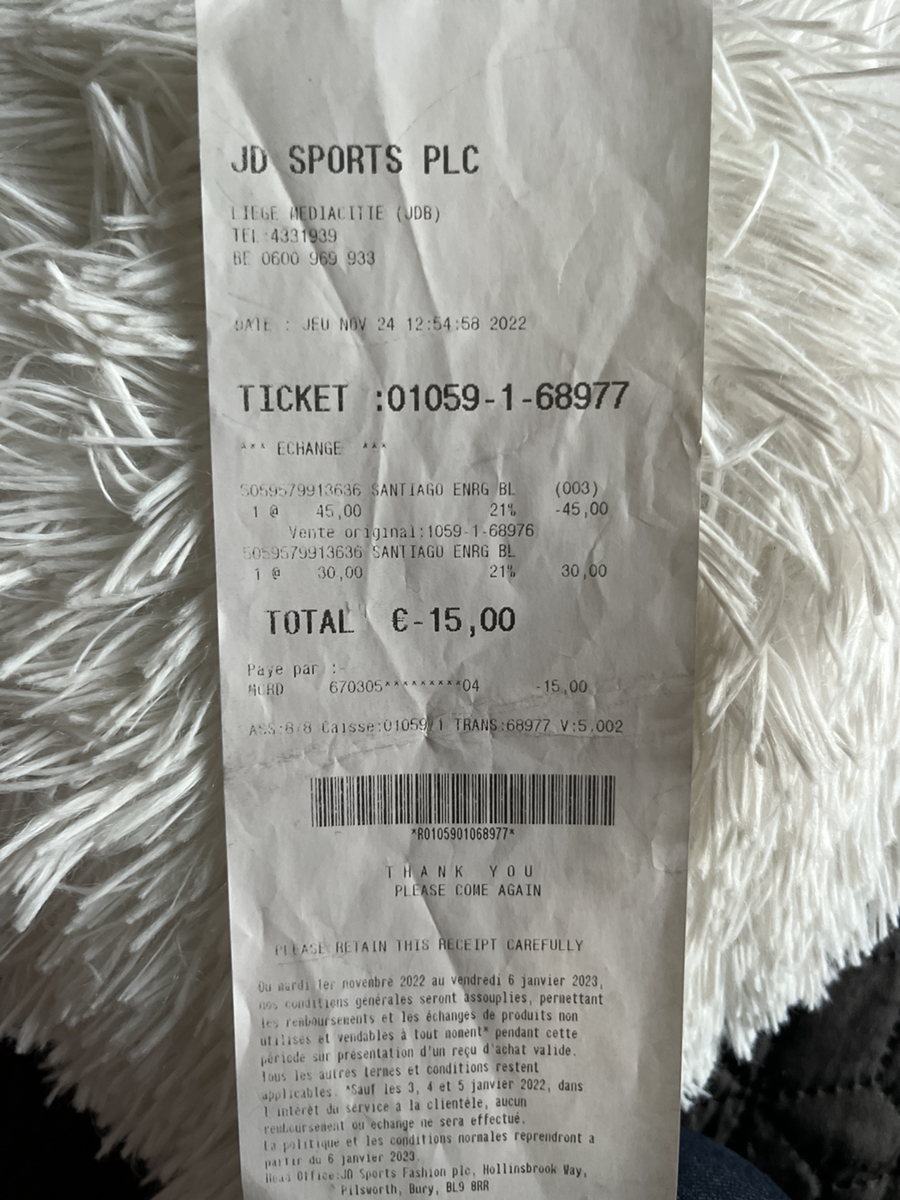 JD SPORTS PLC
LIEGE MEDIACITIE (JDB)
TEL :4331939
BE 0600 969 933
DATE : JEU NOV 24 12:54:58 2022
TICKET :01059-1-68977
*** ECHANGE ***
5059579913636 SANTIAGO ENRG BL (003)
1 @ 45,00 21% -45,00
Vente original:1059-1-68976
5059579913636 SANTIAGO ENRG BL
1 @ 30,00 21% 30,00
TOTAL €-15,00
Paye par :-
MCRD 670305*********04 -15,00
ASS:8/8 Caisse:01059/1 TRANS:68977 V:5.002
*R0105901068977*
THANK YOU
PLEASE COME AGAIN
PLEASE RETAIN THIS RECEIPT CAREFULLY
Du mardi 1er novembre 2022 au vendredi 6 janvier 2023,
nos conditions générales seront assouplies, permettant
les remboursements et les échanges de produits non
utilisés et vendables à tout moment* pendant cette
période sur présentation d'un reçu d'achat valide.
Tous les autres termes et conditions restent
applicables. *Sauf les 3, 4 et 5 janvier 2022, dans
l'intérêt du service à la clientèle, aucun
remboursement ou échange ne sera effectué.
La politique et les conditions normales reprendront à
partir du 6 janvier 2023.
Head Office:JD Sports Fashion plc, Hollinsbrook Way,
Pilsworth, Bury, BL9 8RR